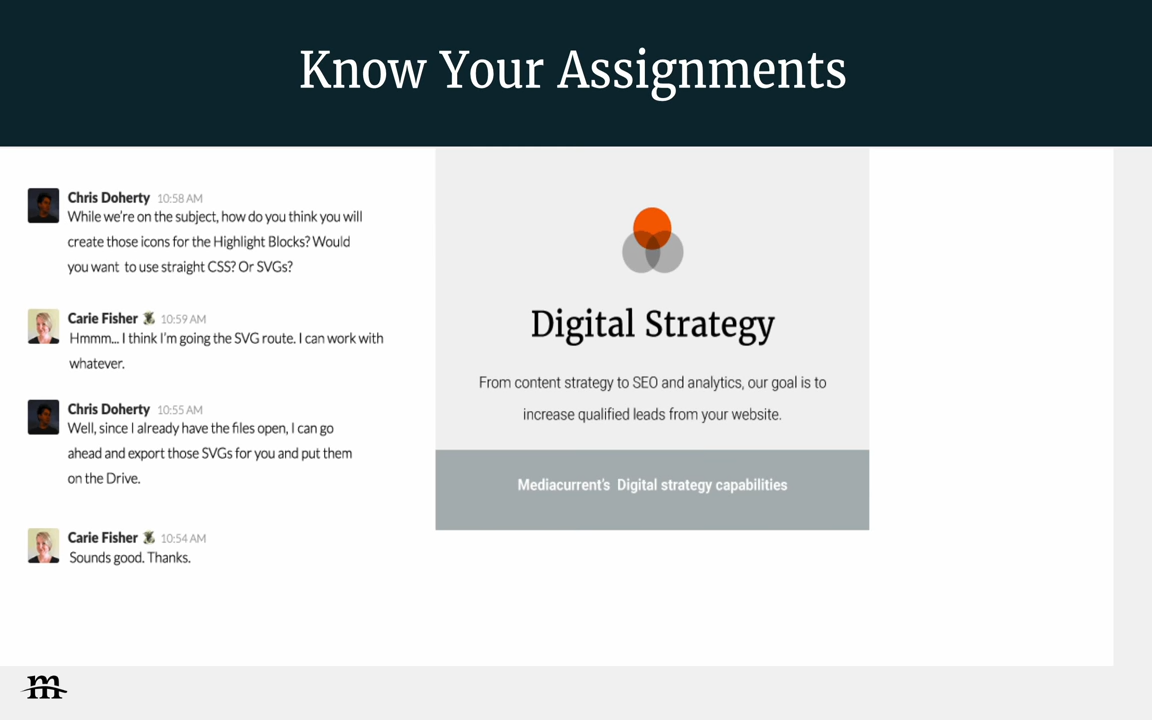 Know Your Assignments
Chris Doherty 10:58 AM
While we're on the subject, how do you think you will
create those icons for the Highlight Blocks? Would
you want to use straight CSS? Or SVGs?
Carie Fisher 10:59 AM
Hmmm... I think I'm going the SVG route. I can work with
whatever.
Chris Doherty 10:55 AM
Well, since I already have the files open, I can go
ahead and export those SVGs for you and put them
on the Drive.
Carie Fisher 10:54 AM
Sounds good. Thanks.
Digital Strategy
From content strategy to SEO and analytics, our goal is to
increase qualified leads from your website.
Mediacurrent's Digital strategy capabilities
m